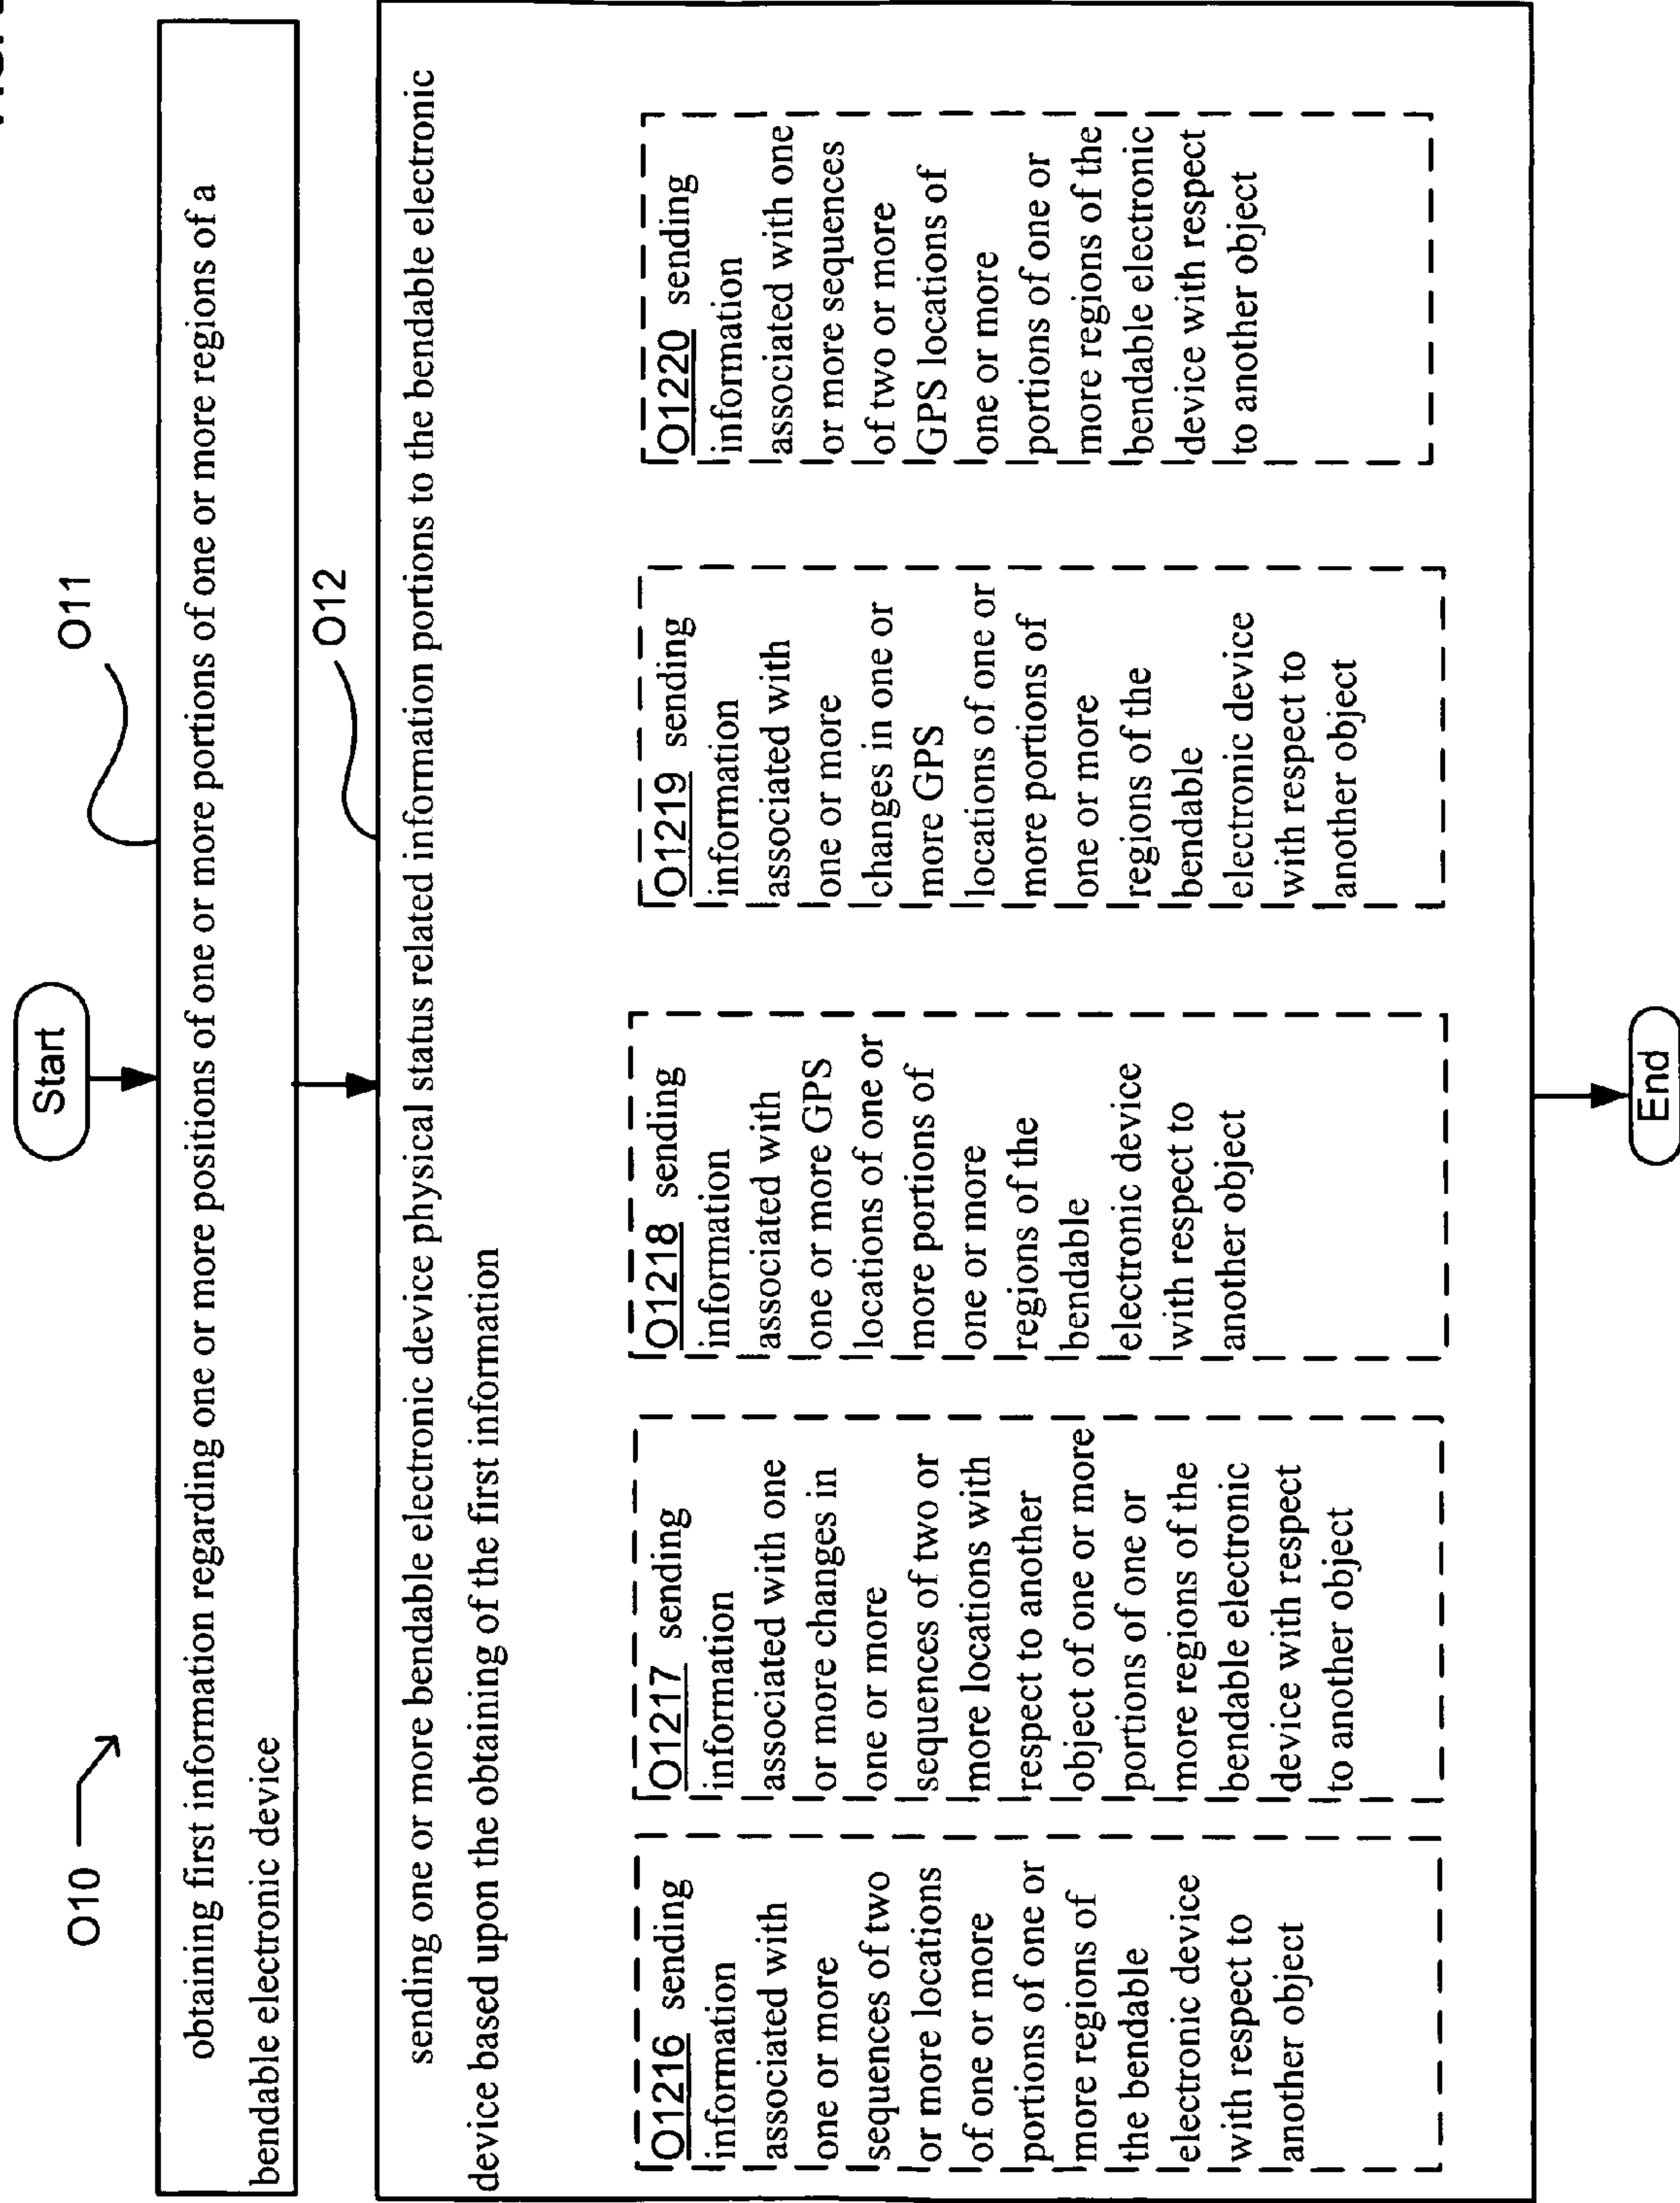 Start
O10
O11
obtaining first information regarding one or more positions of one or more portions of one or more regions of a
bendable electronic device
O12
sending one or more bendable electronic device physical status related information portions to the bendable electronic
device based upon the obtaining of the first information
O1216 sending
information
associated with
one or more
sequences of two
or more locations
of one or more
portions of one or
more regions of
the bendable
electronic device
with respect to
another object
O1217 sending
information
associated with one
or more changes in
one or more
sequences of two or
more locations with
respect to another
object of one or more
portions of one or
more regions of the
bendable electronic
device with respect
to another object
O1218 sending
information
associated with
one or more GPS
locations of one or
more portions of
one or more
regions of the
bendable
electronic device
with respect to
another object
O1219 sending
information
associated with
one or more
changes in one or
more GPS
locations of one or
more portions of
one or more
regions of the
bendable
electronic device
with respect to
another object
O1220 sending
information
associated with one
or more sequences
of two or more
GPS locations of
one or more
portions of one or
more regions of the
bendable electronic
device with respect
to another object
End